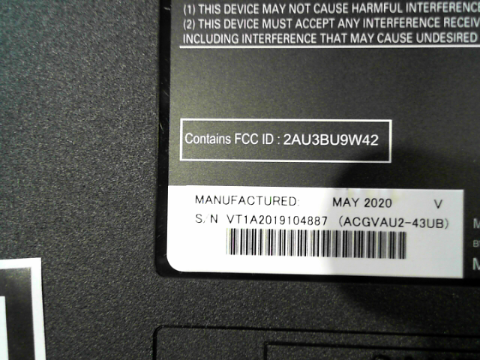 (1) THIS DEVICE MAY NOT CAUSE HARMFUL INTERFERENCE
(2) THIS DEVICE MUST ACCEPT ANY INTERFERENCE
INCLUDING INTERFERENCE THAT MAY CAUSE UNDESIRED
Contains FCC ID : 2AU3BU9W42
MANUFACTURED: MAY 2020 V
S/N VT1A2019104887 (ACGVAU2-43UB)